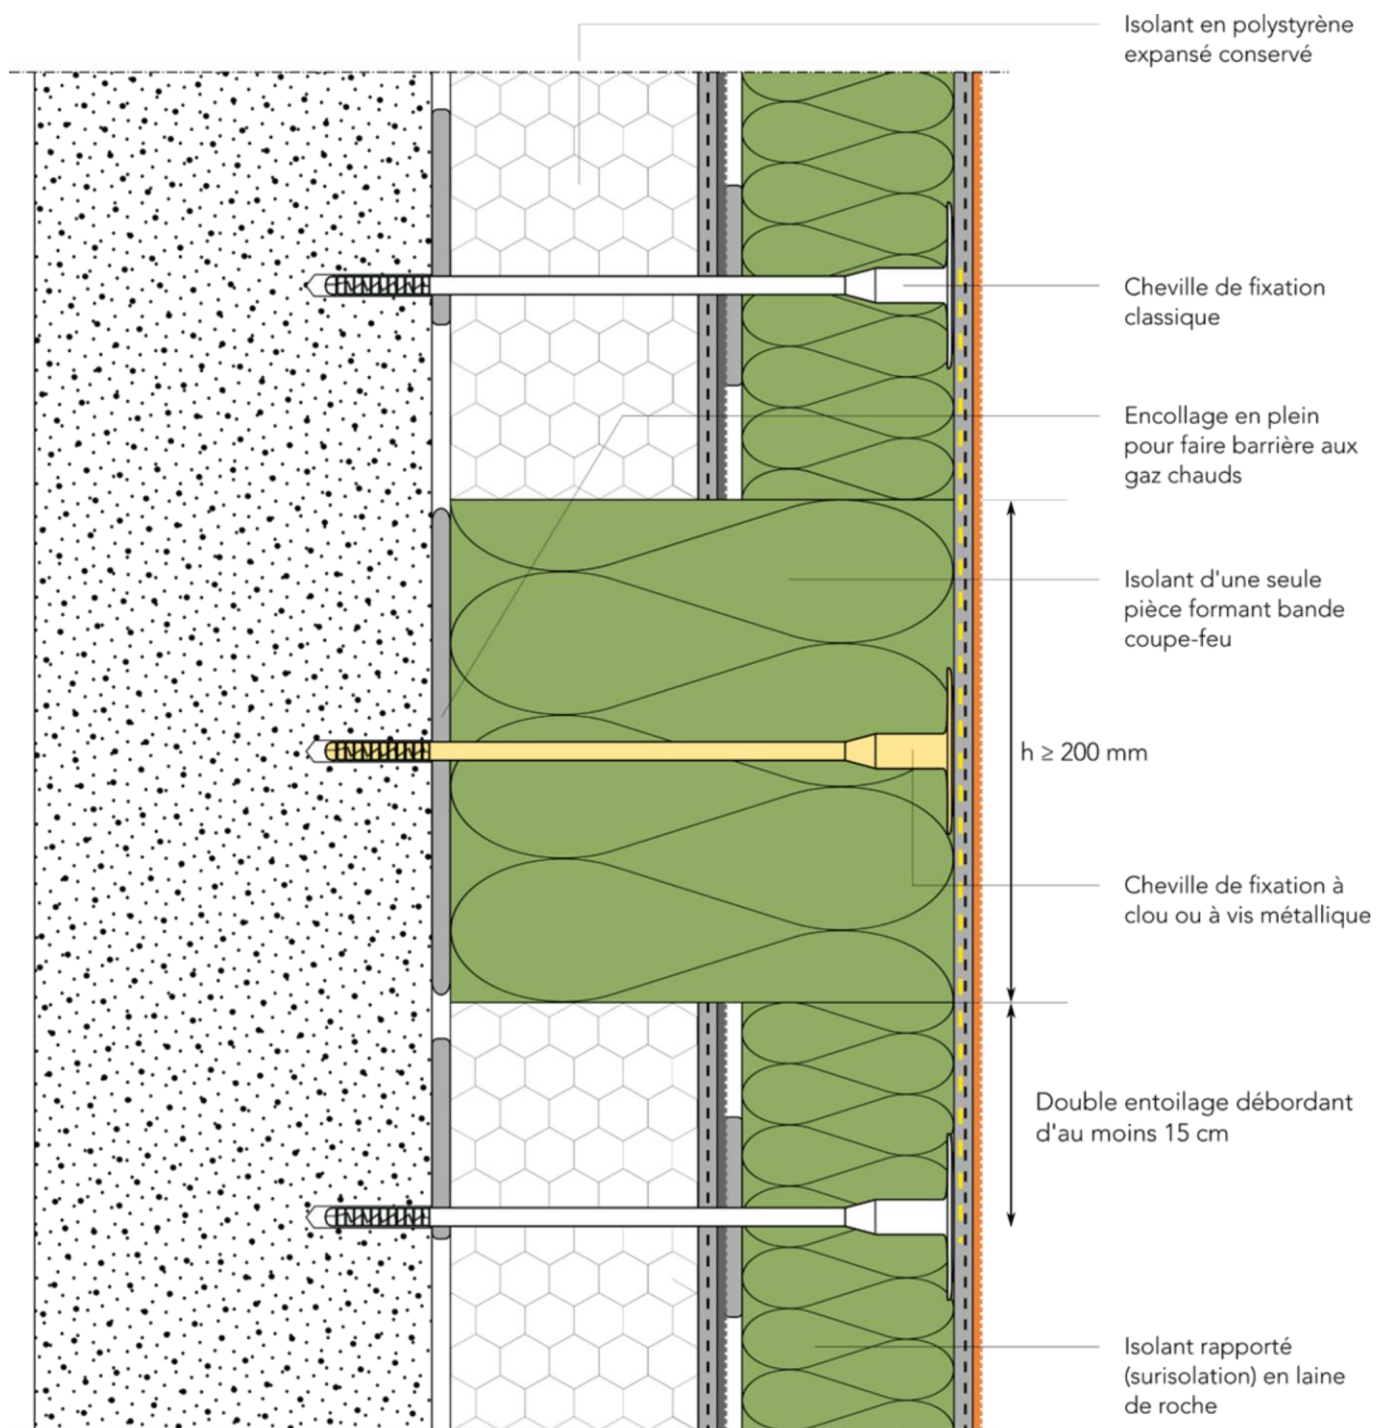 Isolant en polystyrène
expansé conservé
Cheville de fixation
classique
Encollage en plein
pour faire barrière aux
gaz chauds
Isolant d'une seule
pièce formant bande
coupe-feu
h ≥ 200 mm
Cheville de fixation à
clou ou à vis métallique
Double entoilage débordant
d'au moins 15 cm
Isolant rapporté
(surisolation) en laine
de roche